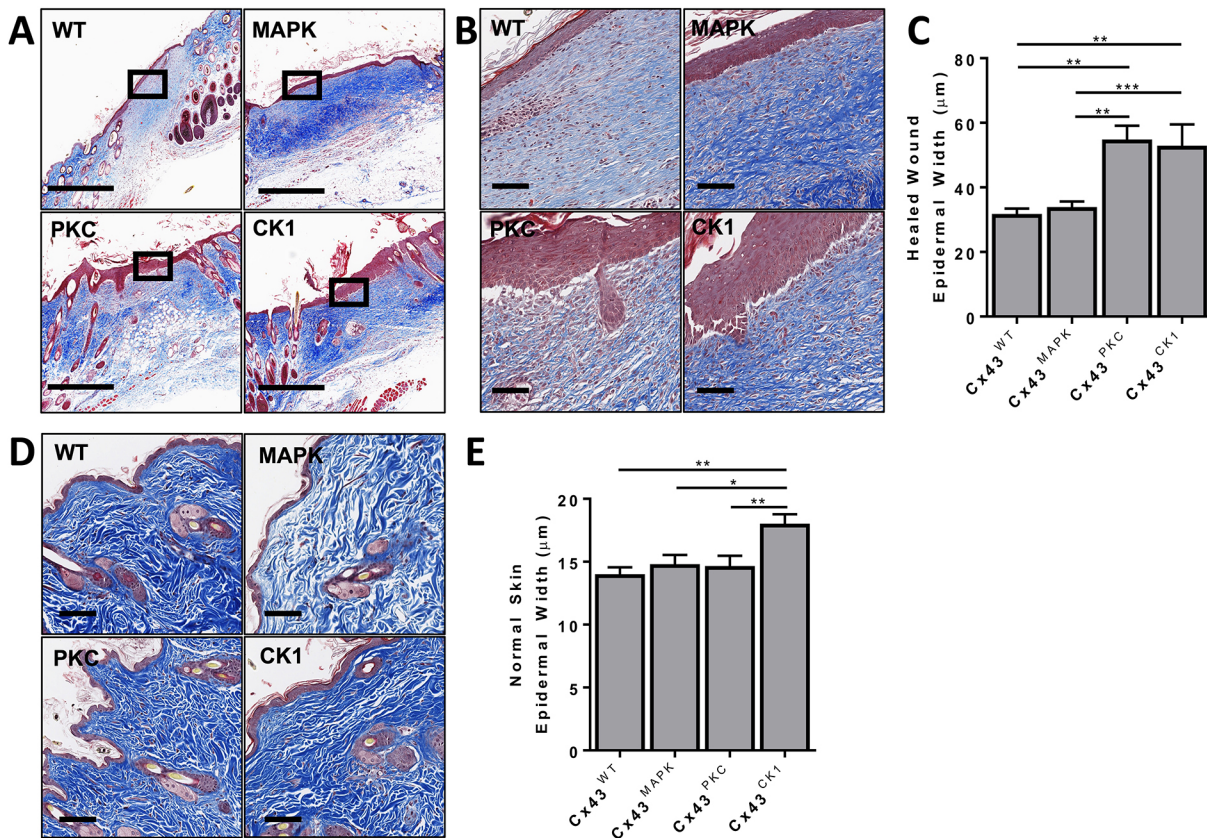 A
WT
MAPK
PKC
CK1
B
WT
MAPK
PKC
CK1
C
**
**
***
**
Healed Wound
Epidermal Width (μm)
80
60
40
20
0
Cx43 WT
Cx43 MAPK
Cx43 PKC
Cx43 CK1
D
WT
MAPK
PKC
CK1
E
**
*
**
Normal Skin
Epidermal Width (μm)
20
15
10
5
0
Cx43 WT
Cx43 MAPK
Cx43 PKC
Cx43 CK1